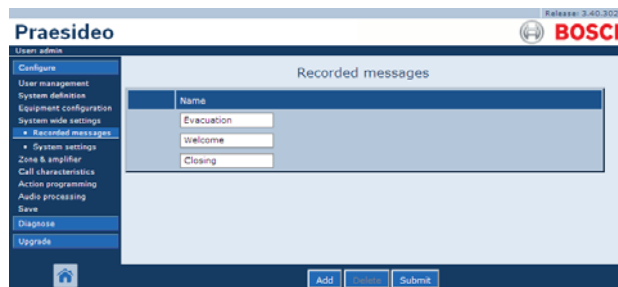 Release: 3.40.302
Praesideo
BOSCH
User: admin
Configure
User management
System definition
Equipment configuration
System wide settings
Recorded messages
System settings
Zone & amplifier
Call characteristics
Action programming
Audio processing
Save
Diagnose
Upgrade
Recorded messages
Name
Evacuation
Welcome
Closing
Add Delete Submit